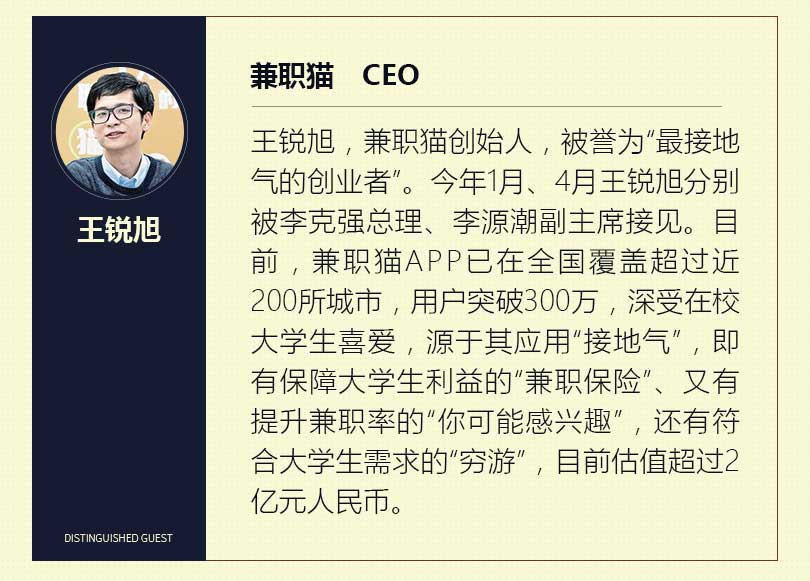 王锐旭
DISTINGUISHED GUEST
兼职猫 CEO
王锐旭，兼职猫创始人，被誉为“最接地
气的创业者”。今年1月、4月王锐旭分别
被李克强总理、李源潮副主席接见。目
前，兼职猫APP已在全国覆盖超过近
200所城市，用户突破300万，深受在校
大学生喜爱，源于其应用“接地气”，即
有保障大学生利益的“兼职保险”、又有
提升兼职率的“你可能感兴趣”，还有符
合大学生需求的“穷游”，目前估值超过2
亿元人民币。